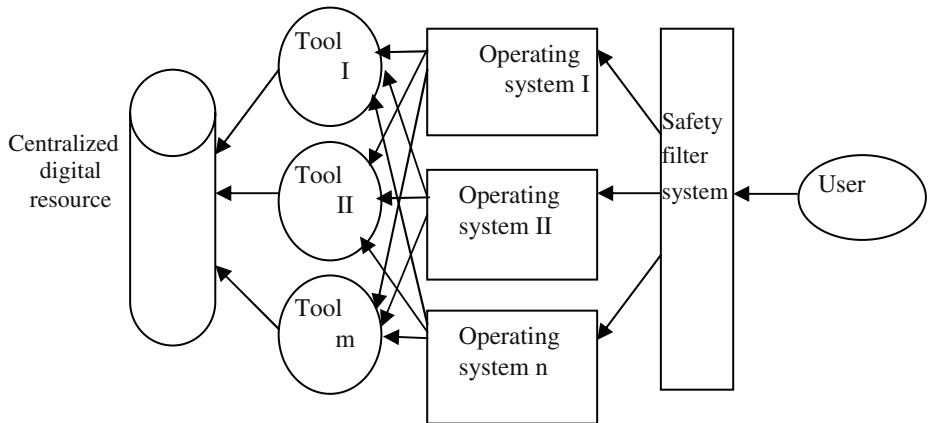 Centralized
digital
resource
Tool
I
Tool
II
Tool
m
Operating
system I
Operating
system II
Operating
system n
Safety
filter
system
User